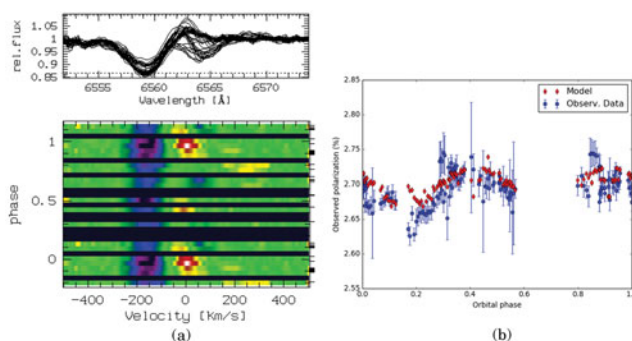 rel.flux
1.05
1
0.95
0.9
0.85
6555 6560 6565 6570
Wavelength [Å]
phase
1
0.5
0
-400 -200 0 200 400
Velocity [Km/s]
(a)
Observed polarization (%)
2.85
2.80
2.75
2.70
2.65
2.60
2.55
Model
Observ. Data
0.0 0.2 0.4 0.6 0.8 1.0
Orbital phase
(b)